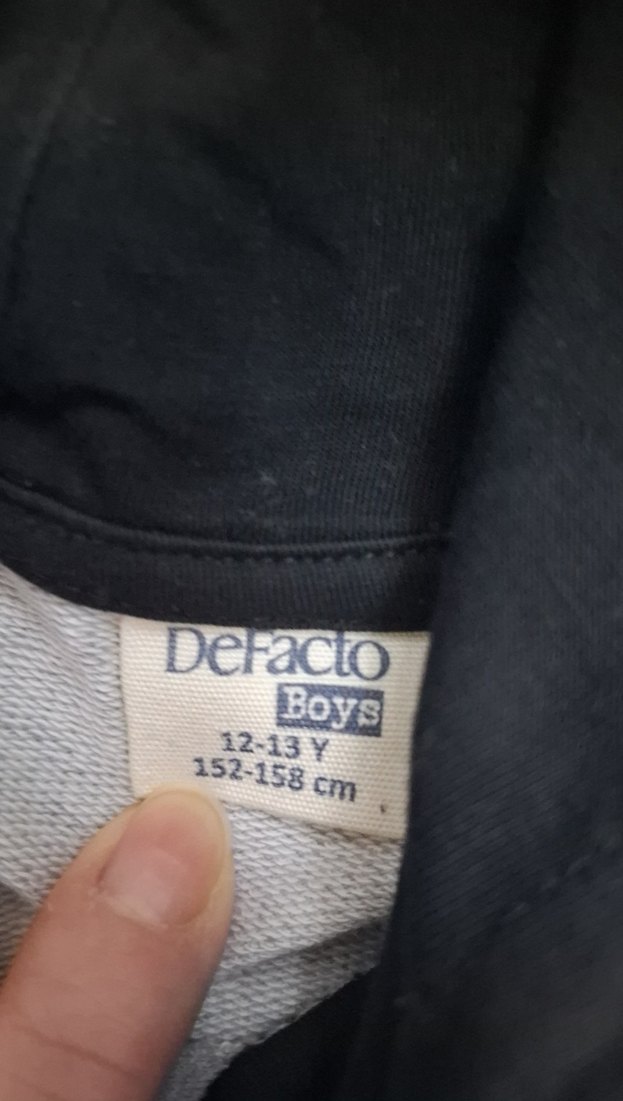 DeFacto
Boys
12-13 Y
152-158 cm